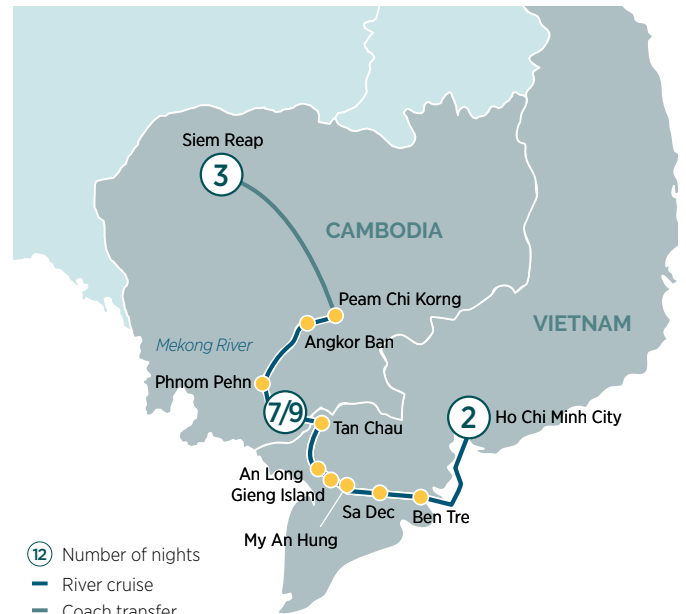 Siem Reap
3
CAMBODIA
Peam Chi Korng
VIETNAM
Angkor Ban
Mekong River
Phnom Pehn
7/9
2
Ho Chi Minh City
Tan Chau
An Long
Gieng Island
Sa Dec
Ben Tre
My An Hung
12 Number of nights
River cruise
Coach transfer